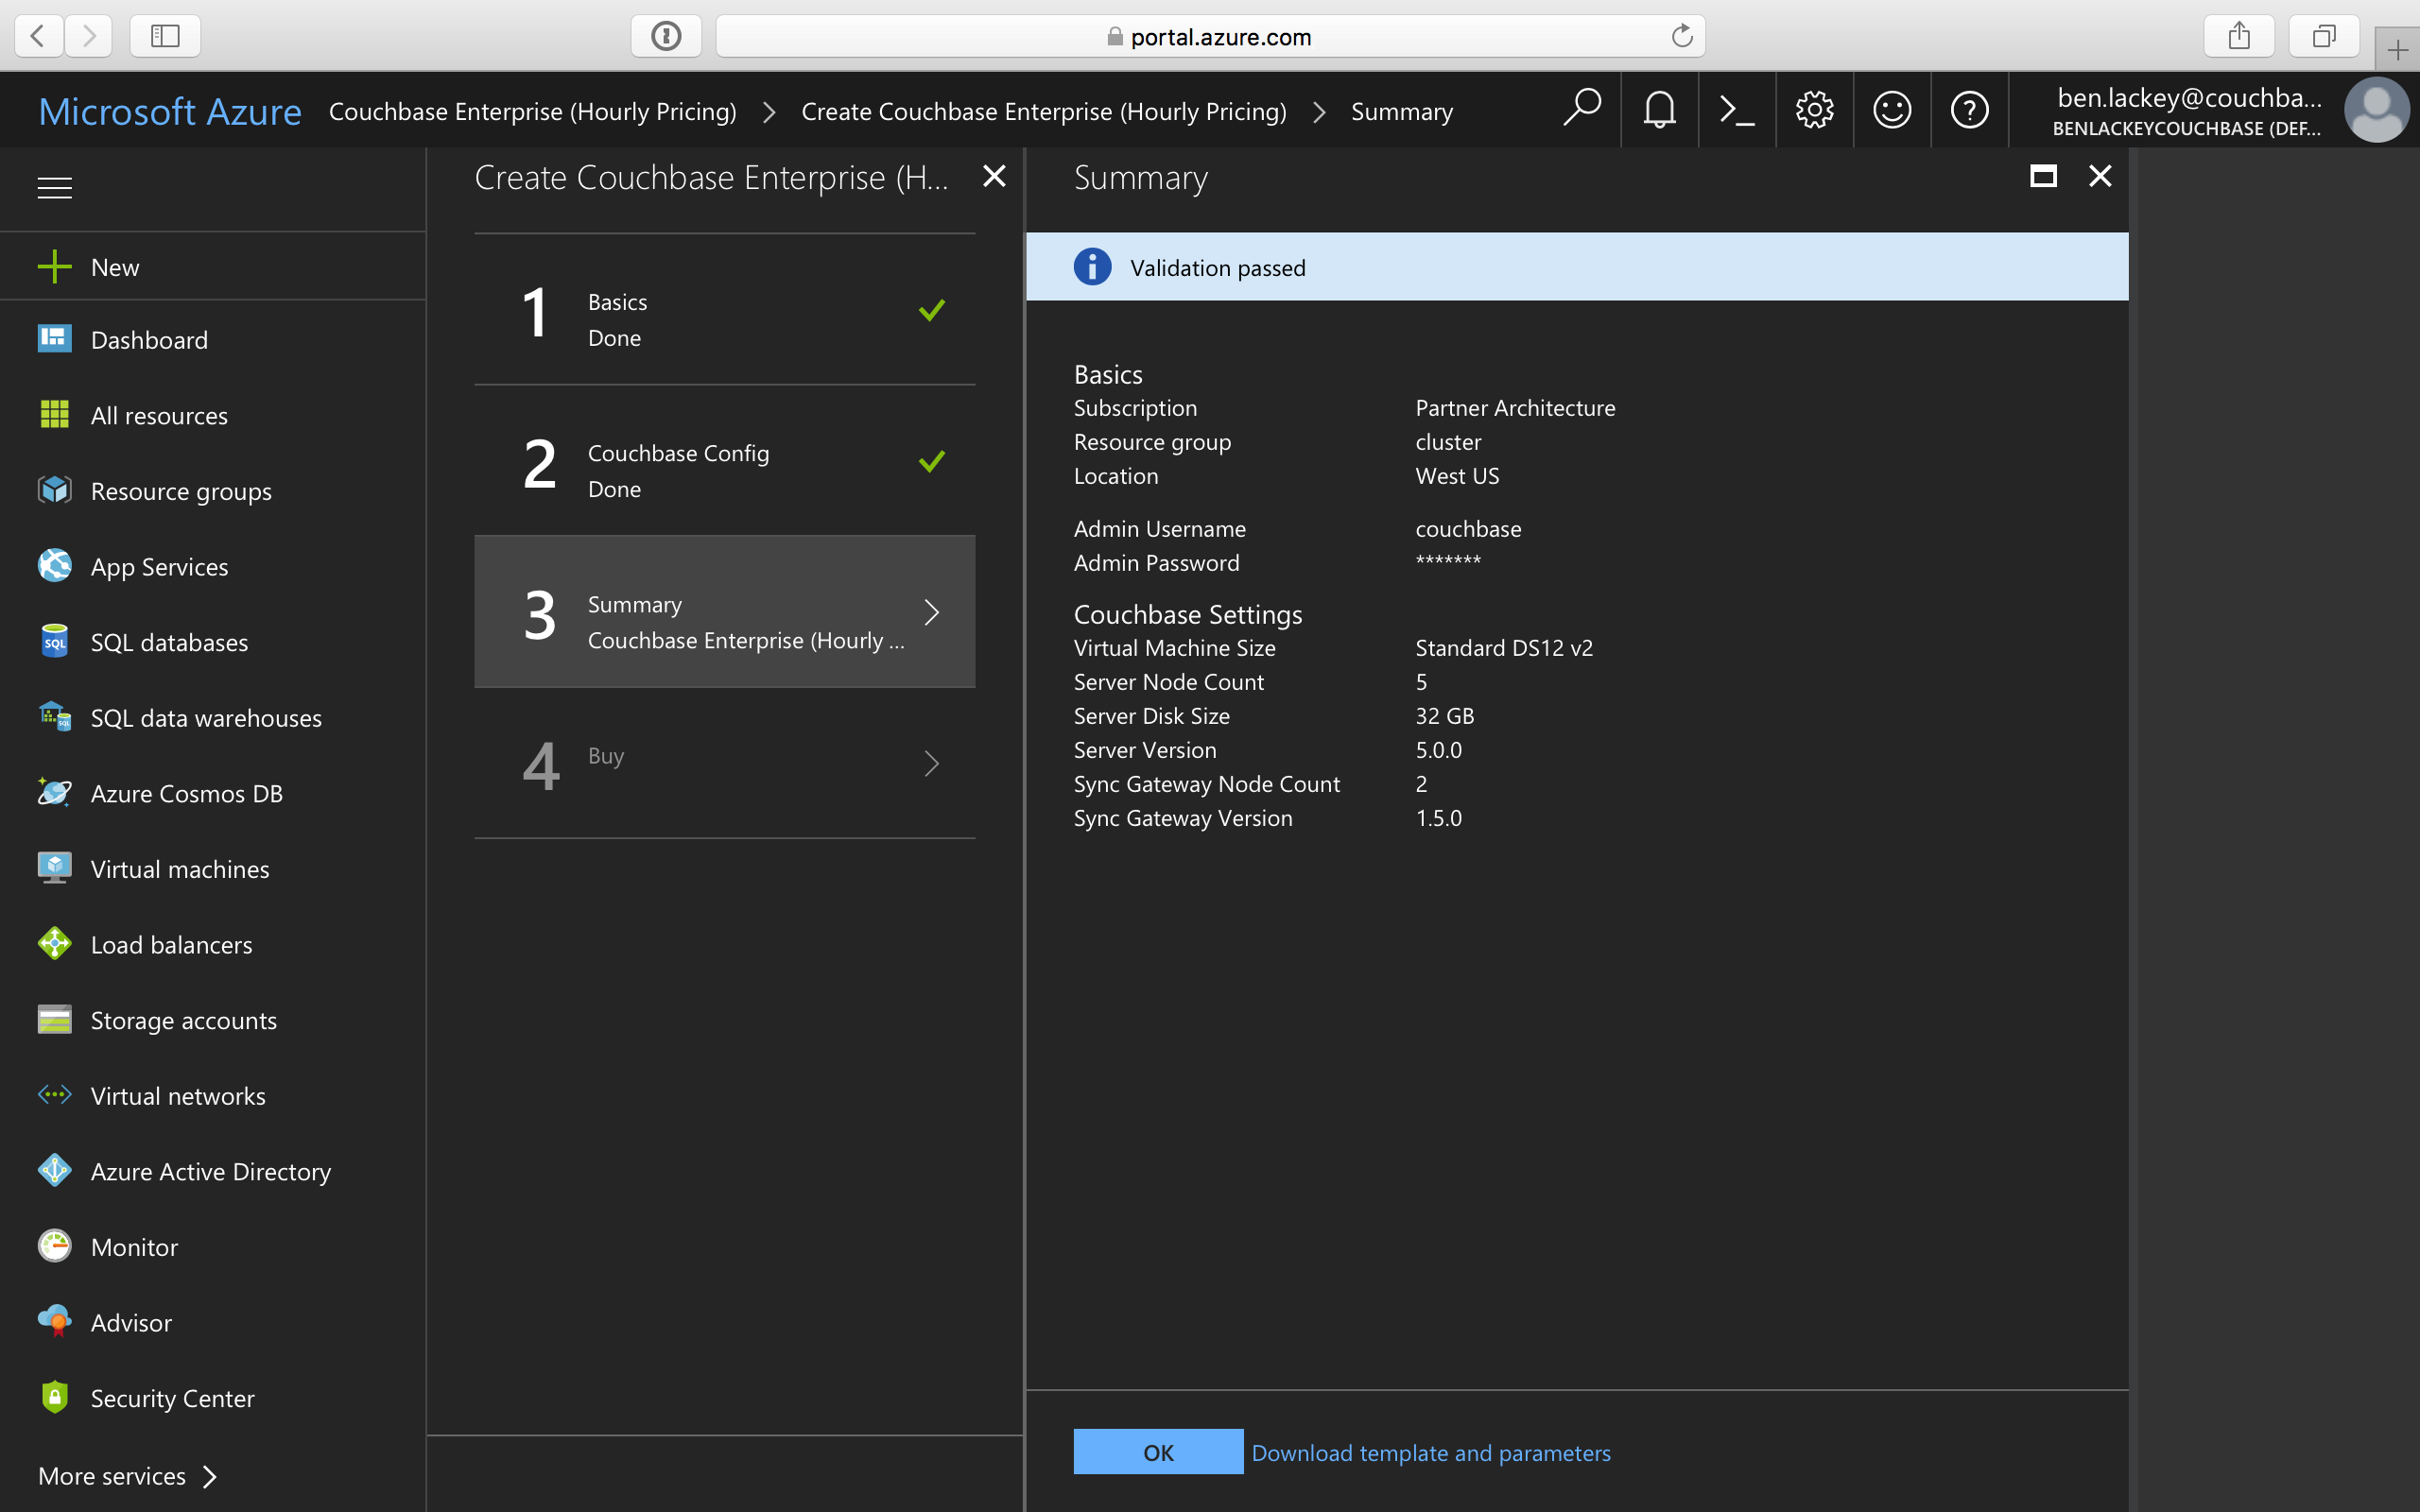 portal.azure.com
Microsoft Azure
Couchbase Enterprise (Hourly Pricing)
Create Couchbase Enterprise (Hourly Pricing)
Summary
ben.lackey@couchba...
BENLACKEYCOUCHBASE (DEF...
New
Dashboard
All resources
Resource groups
App Services
SQL
SQL databases
SQL
SQL data warehouses
Azure Cosmos DB
Virtual machines
Load balancers
Storage accounts
Virtual networks
Azure Active Directory
Monitor
Advisor
Security Center
More services
Create Couchbase Enterprise (H...
1
Basics
Done
2
Couchbase Config
Done
3
Summary
Couchbase Enterprise (Hourly ...
4
Buy
Summary
Validation passed
Basics
Subscription Partner Architecture
Resource group cluster
Location West US
Admin Username couchbase
Admin Password *******
Couchbase Settings
Virtual Machine Size Standard DS12 v2
Server Node Count 5
Server Disk Size 32 GB
Server Version 5.0.0
Sync Gateway Node Count 2
Sync Gateway Version 1.5.0
OK
Download template and parameters